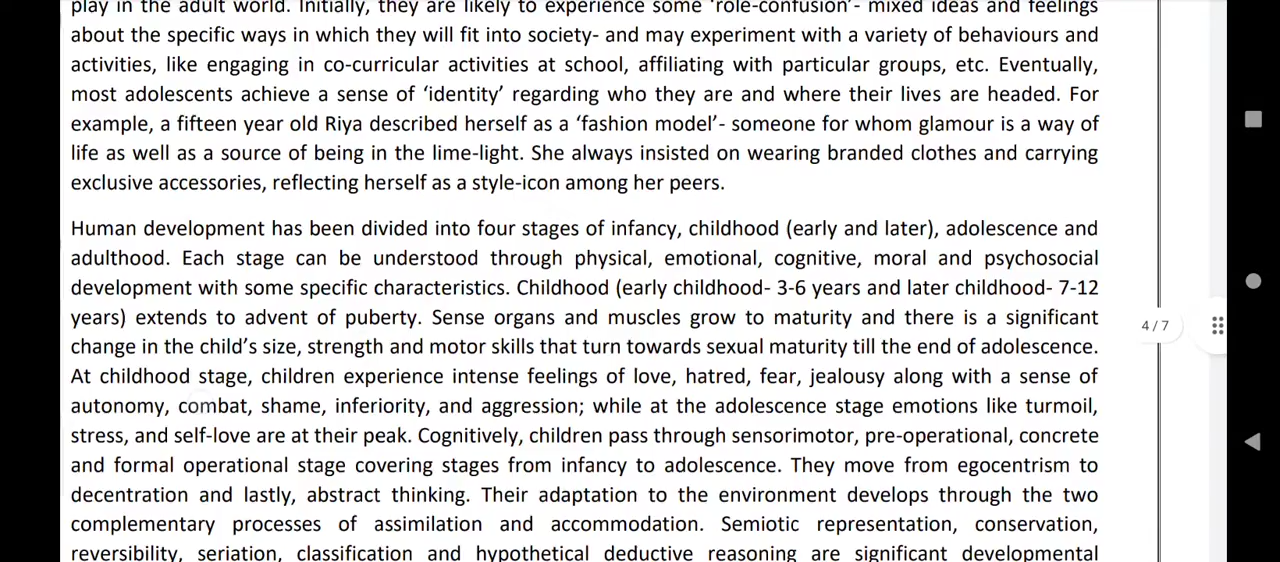 play in the adult world. Initially, they are likely to experience some ‘role-confusion’- mixed ideas and feelings
about the specific ways in which they will fit into society- and may experiment with a variety of behaviours and
activities, like engaging in co-curricular activities at school, affiliating with particular groups, etc. Eventually,
most adolescents achieve a sense of ‘identity’ regarding who they are and where their lives are headed. For
example, a fifteen year old Riya described herself as a ‘fashion model’- someone for whom glamour is a way of
life as well as a source of being in the lime-light. She always insisted on wearing branded clothes and carrying
exclusive accessories, reflecting herself as a style-icon among her peers.
Human development has been divided into four stages of infancy, childhood (early and later), adolescence and
adulthood. Each stage can be understood through physical, emotional, cognitive, moral and psychosocial
development with some specific characteristics. Childhood (early childhood- 3-6 years and later childhood- 7-12
years) extends to advent of puberty. Sense organs and muscles grow to maturity and there is a significant
change in the child’s size, strength and motor skills that turn towards sexual maturity till the end of adolescence.
At childhood stage, children experience intense feelings of love, hatred, fear, jealousy along with a sense of
autonomy, combat, shame, inferiority, and aggression; while at the adolescence stage emotions like turmoil,
stress, and self-love are at their peak. Cognitively, children pass through sensorimotor, pre-operational, concrete
and formal operational stage covering stages from infancy to adolescence. They move from egocentrism to
decentration and lastly, abstract thinking. Their adaptation to the environment develops through the two
complementary processes of assimilation and accommodation. Semiotic representation, conservation,
reversibility, seriation, classification and hypothetical deductive reasoning are significant developmental
4 / 7